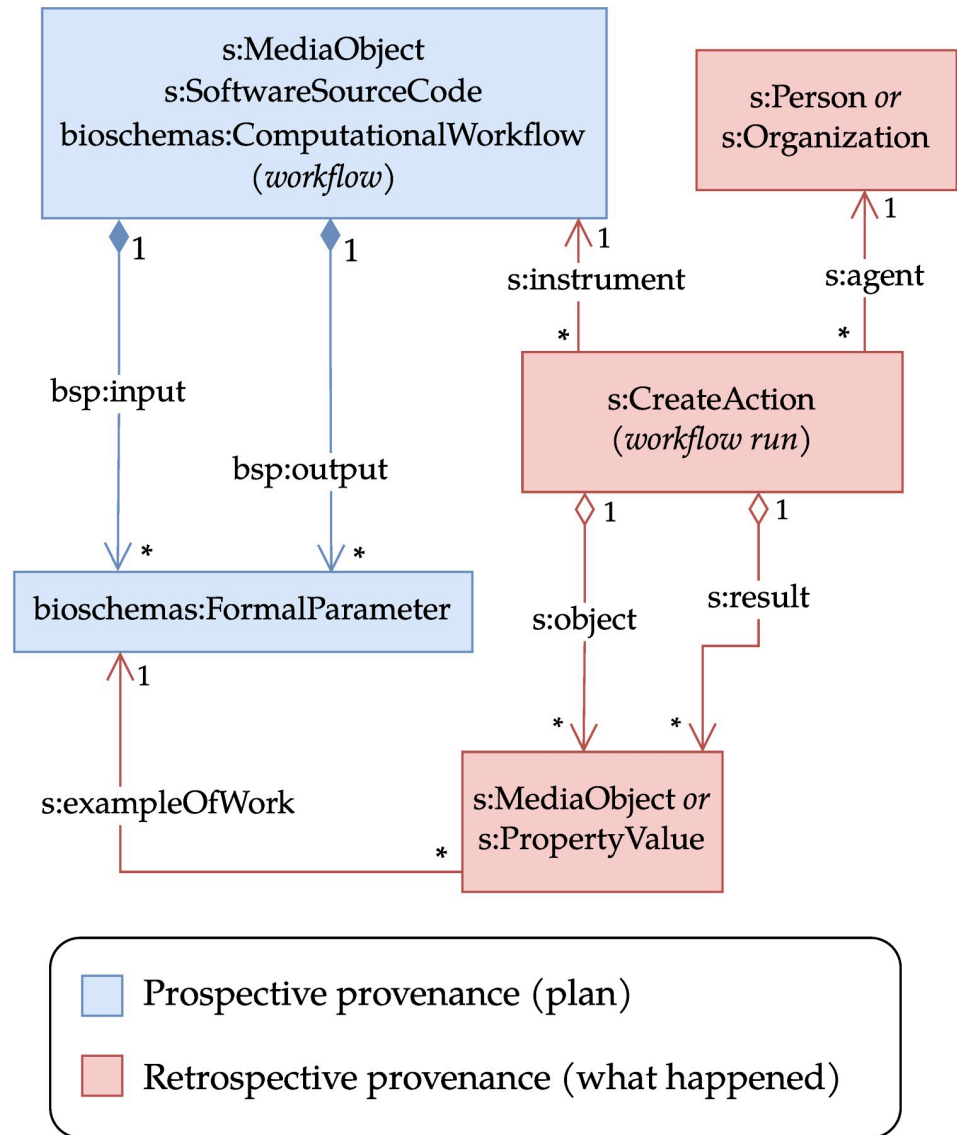 s:MediaObject
s:SoftwareSourceCode
bioschemas:ComputationalWorkflow
(workflow)
s:Person or
s:Organization
1
1
1
1
s:instrument
s:agent
*
*
bsp:input
s:CreateAction
(workflow run)
bsp:output
1
1
*
*
bioschemas:FormalParameter
s:result
s:object
1
*
*
s:exampleOfWork
s:MediaObject or
s:PropertyValue
*
Prospective provenance (plan)
Retrospective provenance (what happened)